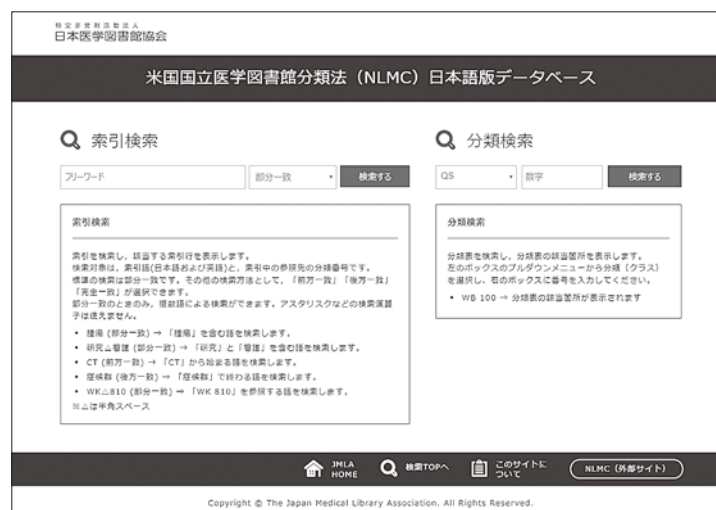 特定非営利活動法人
日本医学図書館協会
米国国立医学図書館分類法（NLMC）日本語版データベース
索引検索
フリーワード
部分一致
検索する
索引検索
索引を検索し，該当する索引行を表示します。
検索対象は，索引語(日本語および英語)と，索引中の参照先の分類番号です。
標準の検索は部分一致です。その他の検索方法として，「前方一致」「後方一致」
「完全一致」が選択できます。
部分一致のときのみ，複数語による検索ができます。アスタリスクなどの検索演算
子は使えません。
• 腫瘍 (部分一致) → 「腫瘍」を含む語を検索します。
• 研究△看護 (部分一致) → 「研究」と「看護」を含む語を検索します。
• CT (前方一致) → 「CT」から始まる語を検索します。
• 症候群 (後方一致) → 「症候群」で終わる語を検索します。
• WK△810 (部分一致) → 「WK 810」を参照する語を検索します。
※△は半角スペース
分類検索
QS
数字
検索する
分類検索
分類表を検索し，分類表の該当箇所を表示します。
左のボックスのプルダウンメニューから分類（クラス）
を選択し，右のボックスに番号を入力してください。
• WB 100 → 分類表の該当箇所が表示されます
JMLA
HOME
検索TOPへ
このサイトに
ついて
NLMC（外部サイト）
Copyright © The Japan Medical Library Association. All Rights Reserved.